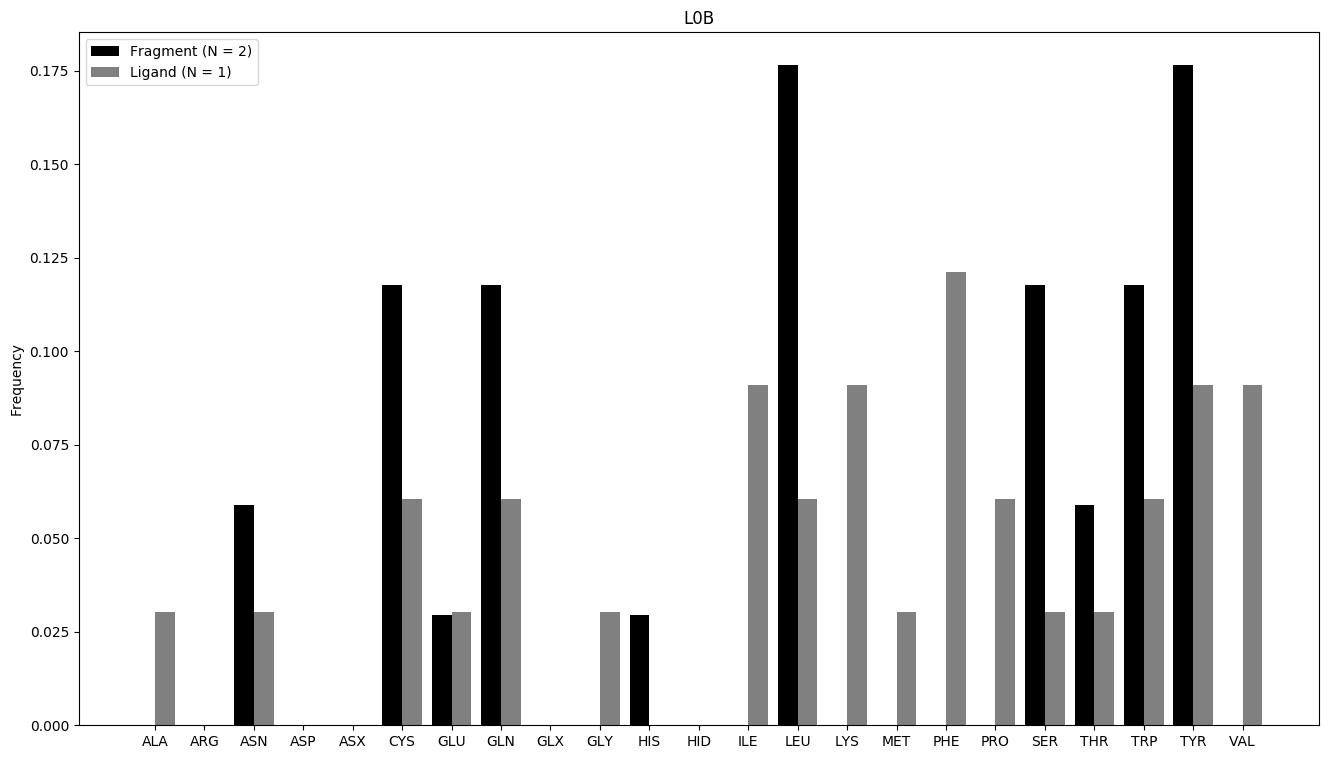 L0B
Fragment (N = 2)
Ligand (N = 1)
Frequency
0.175
0.150
0.125
0.100
0.075
0.050
0.025
0.000
ALA ARG ASN ASP ASX CYS GLU GLN GLX GLY HIS HID ILE LEU LYS MET PHE PRO SER THR TRP TYR VAL